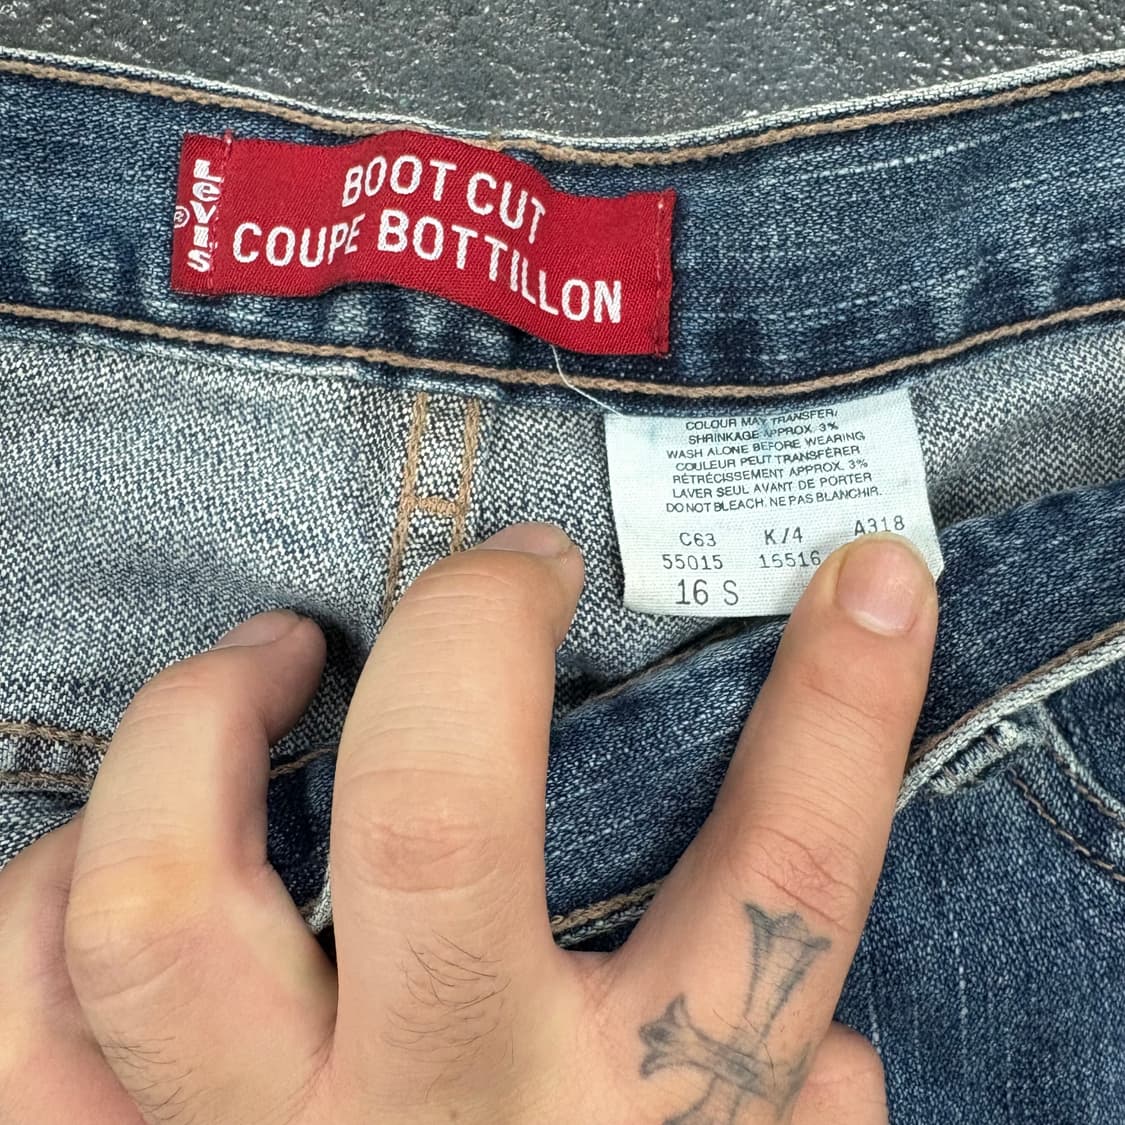 Levi's ®
BOOT CUT
COUPE BOTTILLON
COLOUR MAY TRANSFER/
SHRINKAGE APPROX. 3%
WASH ALONE BEFORE WEARING
COULEUR PEUT TRANSFÉRER
RÉTRÉCISSEMENT APPROX. 3%
LAVER SEUL AVANT DE PORTER
DO NOT BLEACH. NE PAS BLANCHIR.
C63 K/4 A318
55015 15516
16 S